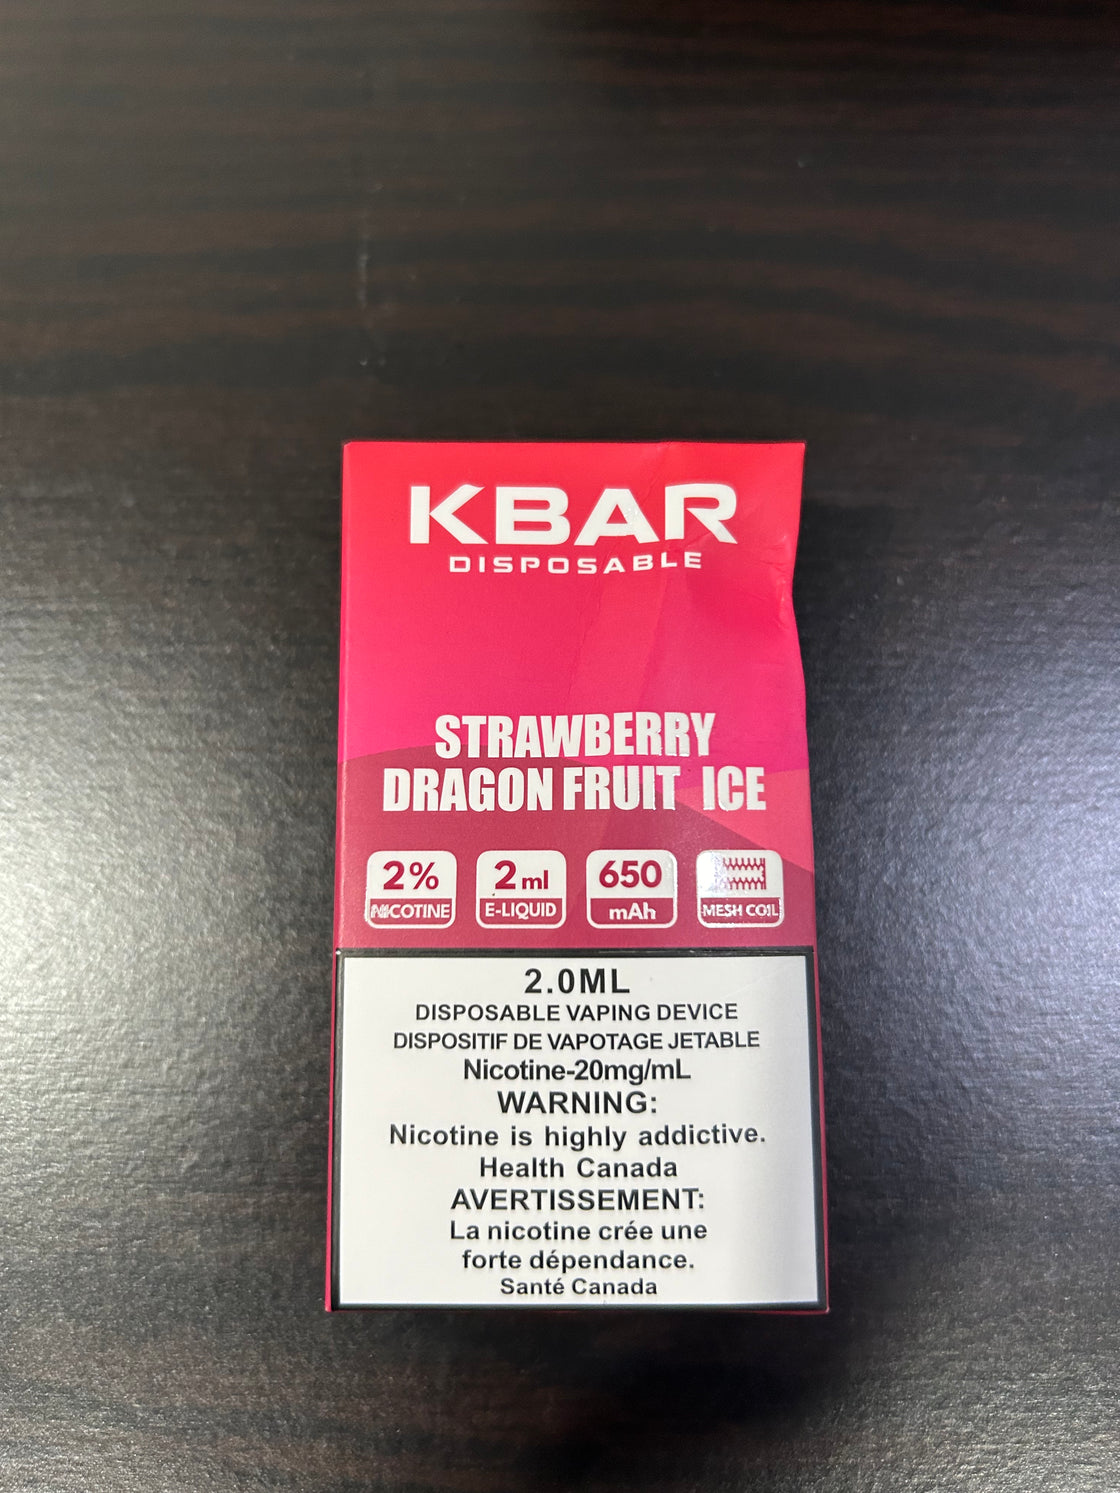 KBAR
DISPOSABLE
STRAWBERRY
DRAGON FRUIT ICE
2%
NICOTINE
2 ml
E-LIQUID
650
mAh
MESH COIL
2.0ML
DISPOSABLE VAPING DEVICE
DISPOSITIF DE VAPOTAGE JETABLE
Nicotine-20mg/mL
WARNING:
Nicotine is highly addictive.
Health Canada
AVERTISSEMENT:
La nicotine crée une
forte dépendance.
Santé Canada